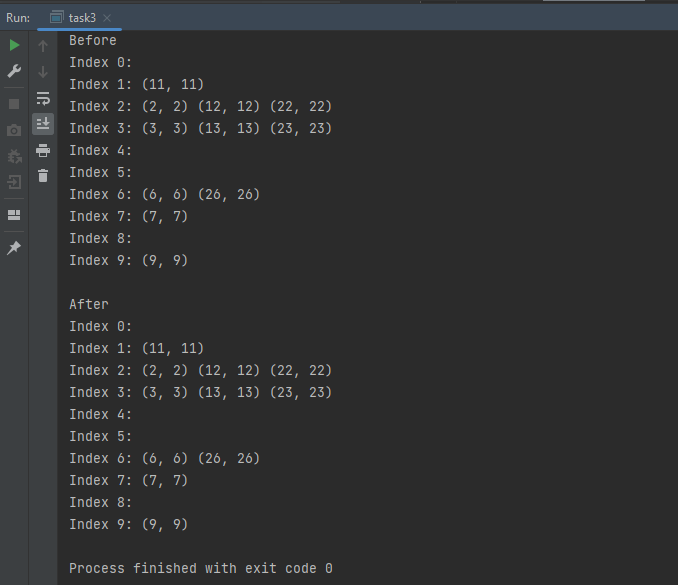 Run: task3
Before
Index 0:
Index 1: (11, 11)
Index 2: (2, 2) (12, 12) (22, 22)
Index 3: (3, 3) (13, 13) (23, 23)
Index 4:
Index 5:
Index 6: (6, 6) (26, 26)
Index 7: (7, 7)
Index 8:
Index 9: (9, 9)
After
Index 0:
Index 1: (11, 11)
Index 2: (2, 2) (12, 12) (22, 22)
Index 3: (3, 3) (13, 13) (23, 23)
Index 4:
Index 5:
Index 6: (6, 6) (26, 26)
Index 7: (7, 7)
Index 8:
Index 9: (9, 9)
Process finished with exit code 0